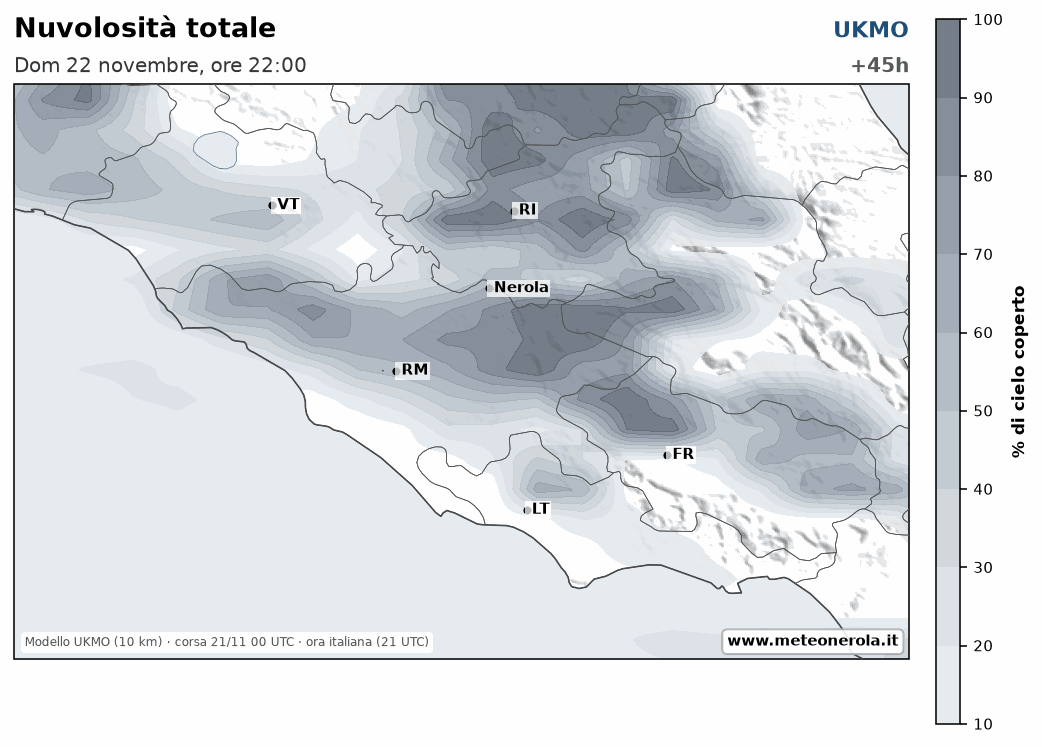 Nuvolosità totale
UKMO
Dom 22 novembre, ore 22:00
+45h
VT
RI
Nerola
RM
FR
LT
Modello UKMO (10 km) · corsa 21/11 00 UTC · ora italiana (21 UTC)
www.meteonerola.it
100
90
80
70
60
50
40
30
20
10
% di cielo coperto